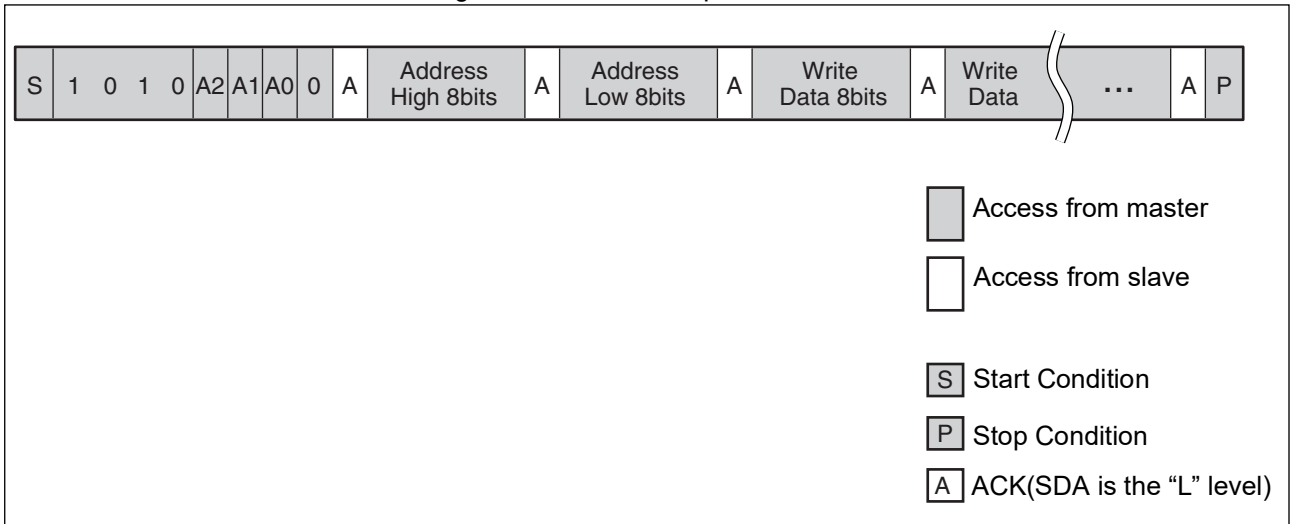 S 1 0 1 0 A2 A1 A0 0 A Address High 8bits A Address Low 8bits A Write Data 8bits A Write Data ... A P
Access from master
Access from slave
S Start Condition
P Stop Condition
A ACK(SDA is the “L” level)